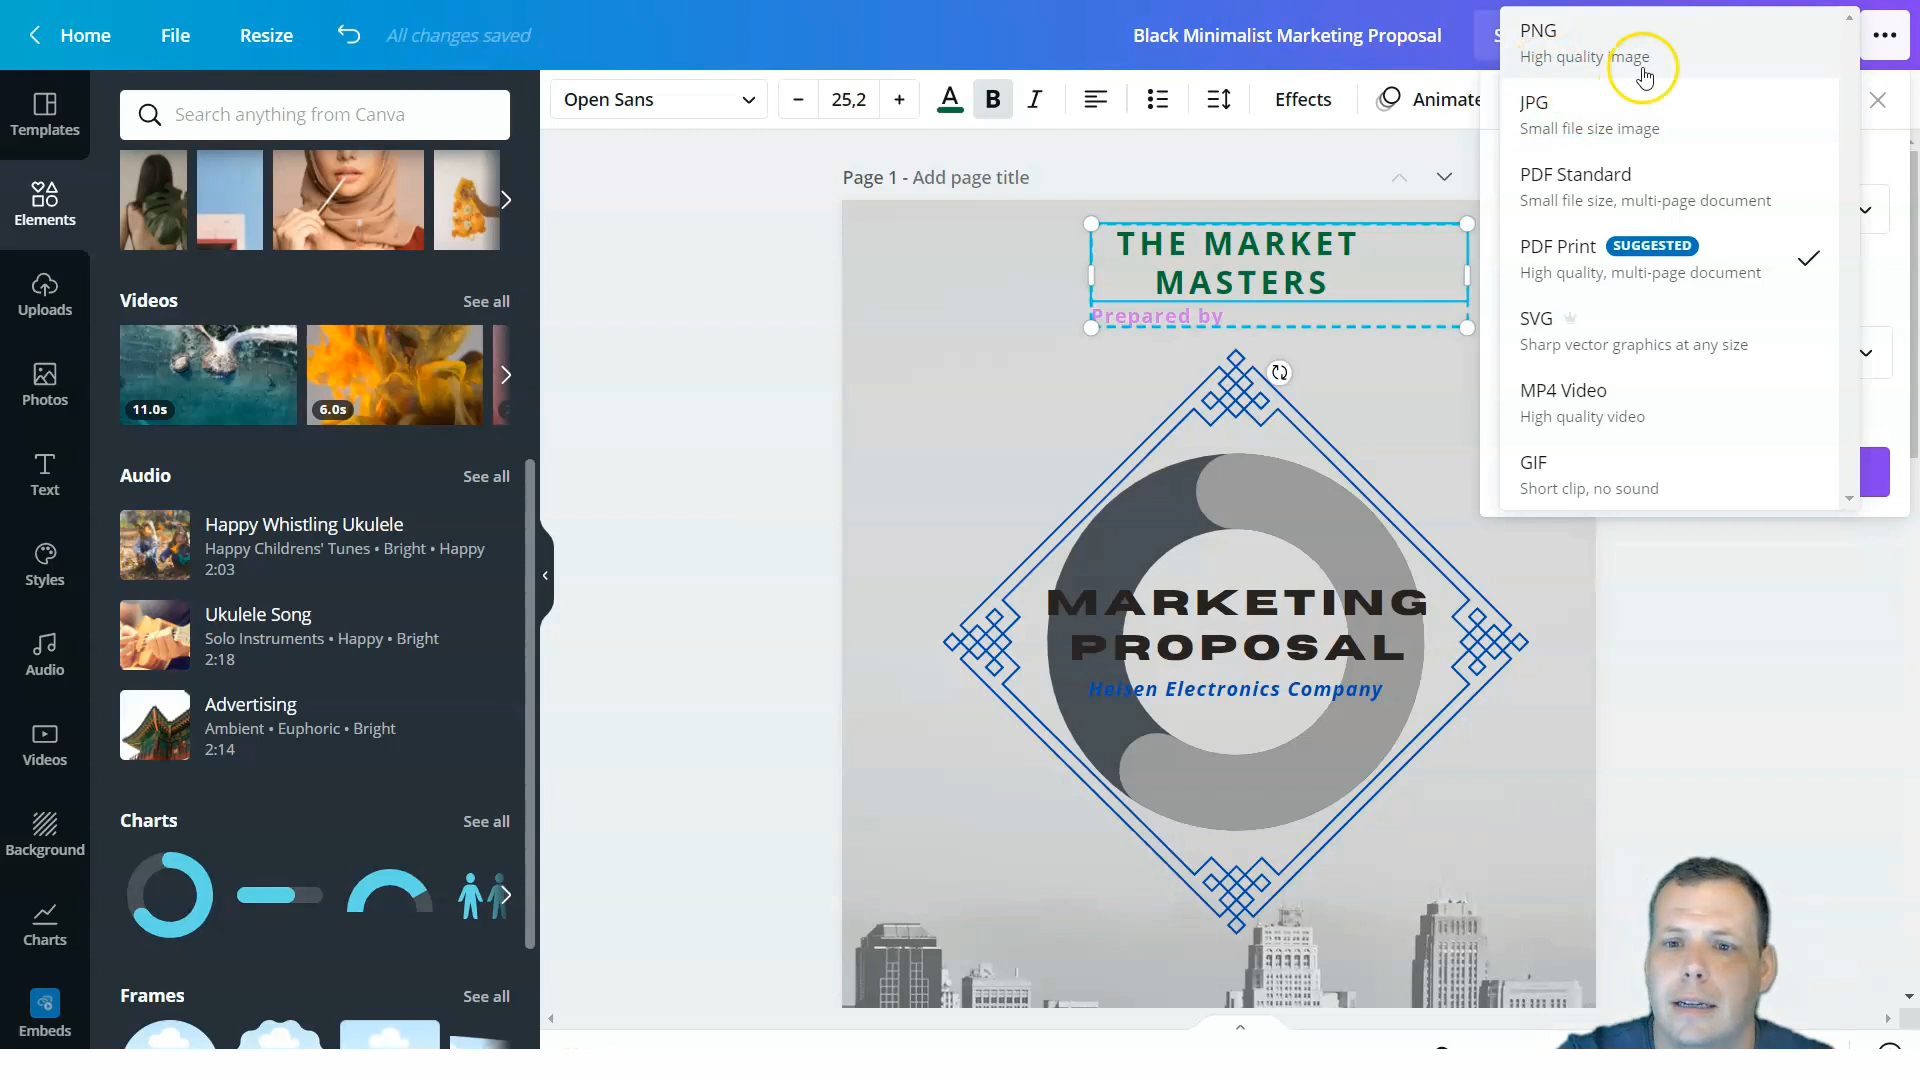 Home File Resize All changes saved Black Minimalist Marketing Proposal
Templates
Elements
Uploads
Photos
Text
Styles
Audio
Videos
Background
Charts
Embeds
Search anything from Canva
Videos See all
11.0s 6.0s
Audio See all
Happy Whistling Ukulele
Happy Childrens' Tunes • Bright • Happy
2:03
Ukulele Song
Solo Instruments • Happy • Bright
2:18
Advertising
Ambient • Euphoric • Bright
2:14
Charts See all
Frames See all
Open Sans – 25,2 + A B I Effects Animate
Page 1 - Add page title
THE MARKET
MASTERS
Prepared by
MARKETING
PROPOSAL
Heisen Electronics Company
PNG
High quality image
JPG
Small file size image
PDF Standard
Small file size, multi-page document
PDF Print SUGGESTED
High quality, multi-page document
SVG
Sharp vector graphics at any size
MP4 Video
High quality video
GIF
Short clip, no sound